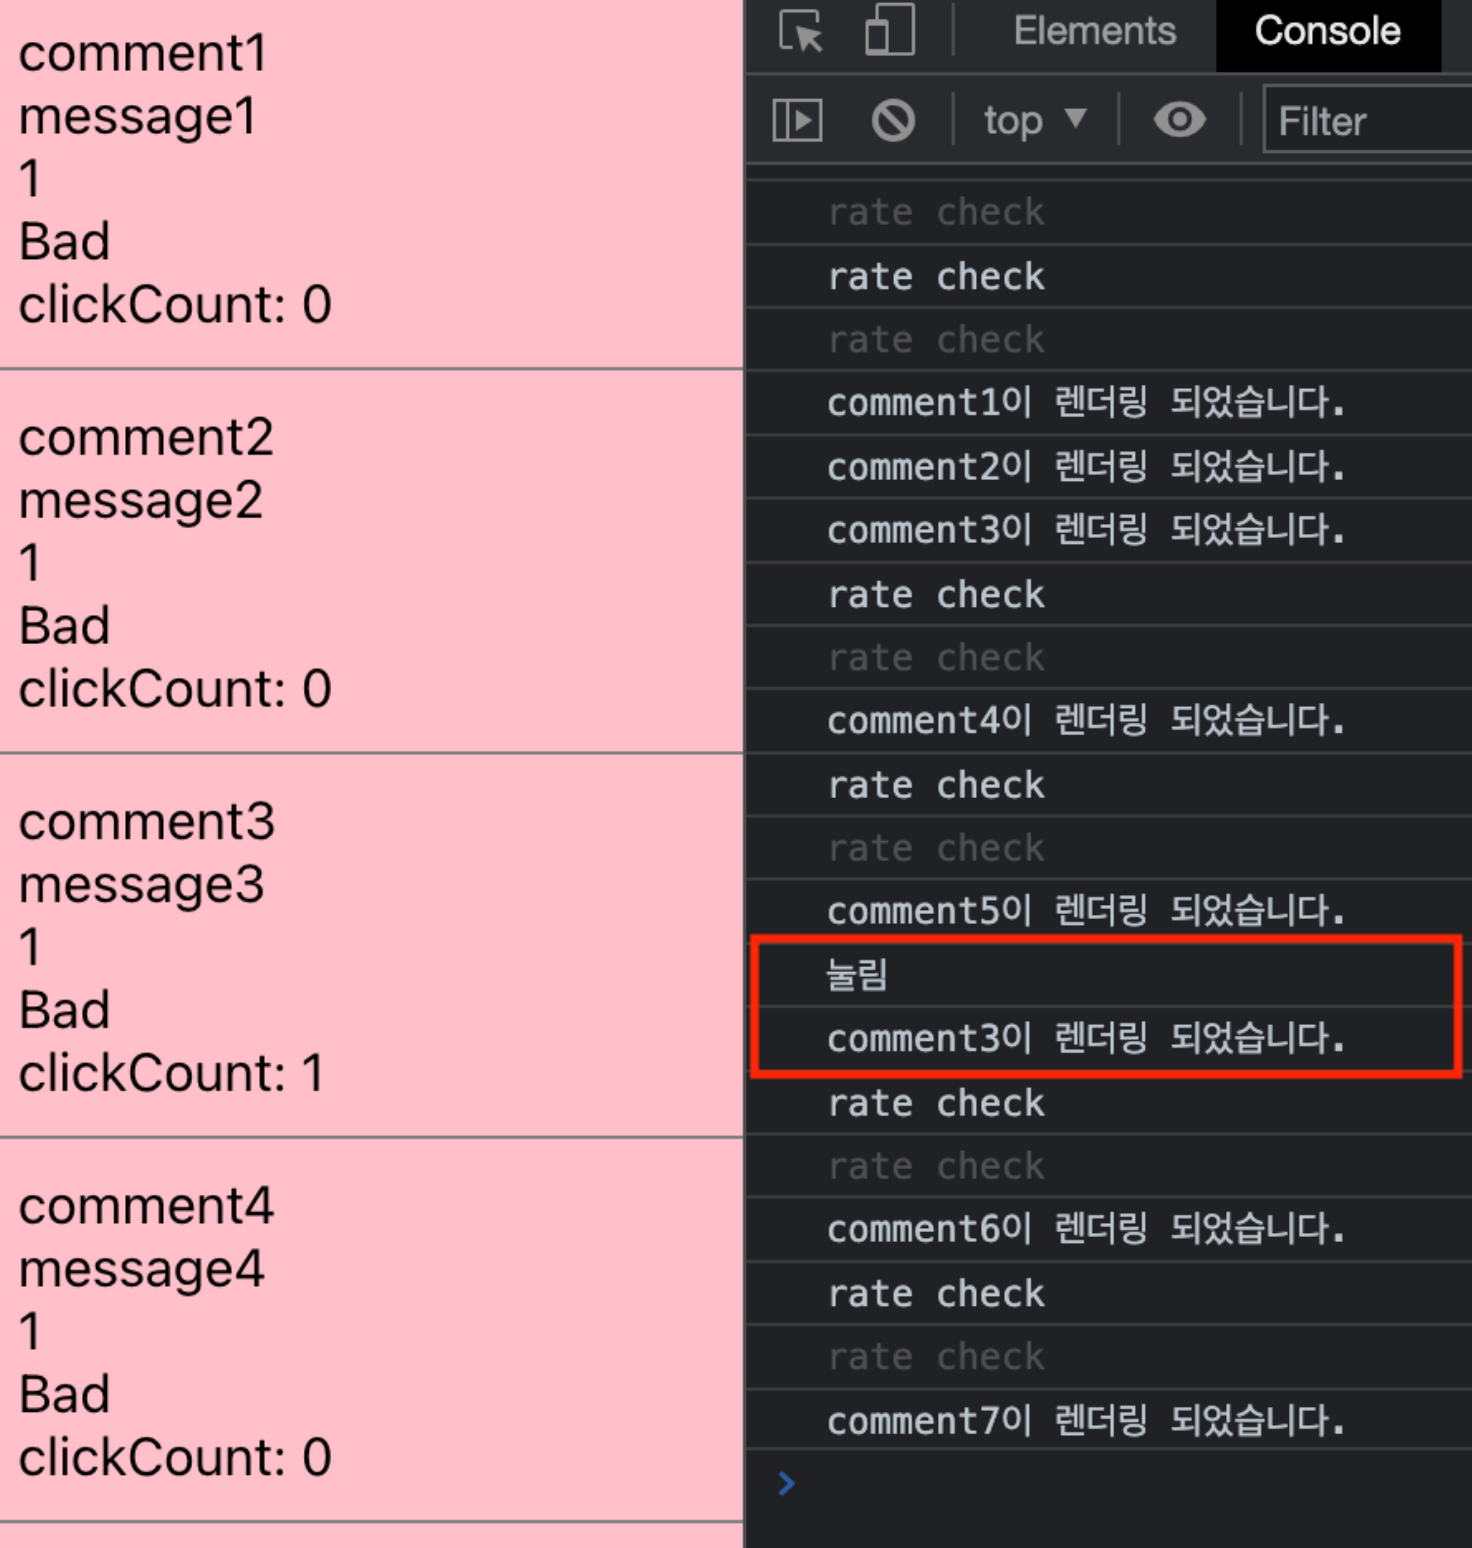 comment1
message1
1
Bad
clickCount: 0
comment2
message2
1
Bad
clickCount: 0
comment3
message3
1
Bad
clickCount: 1
comment4
message4
1
Bad
clickCount: 0
Elements Console
top ▼ Filter
rate check
rate check
rate check
comment1이 렌더링 되었습니다.
comment2이 렌더링 되었습니다.
comment3이 렌더링 되었습니다.
rate check
rate check
comment4이 렌더링 되었습니다.
rate check
rate check
comment5이 렌더링 되었습니다.
눌림
comment3이 렌더링 되었습니다.
rate check
rate check
comment6이 렌더링 되었습니다.
rate check
rate check
comment7이 렌더링 되었습니다.